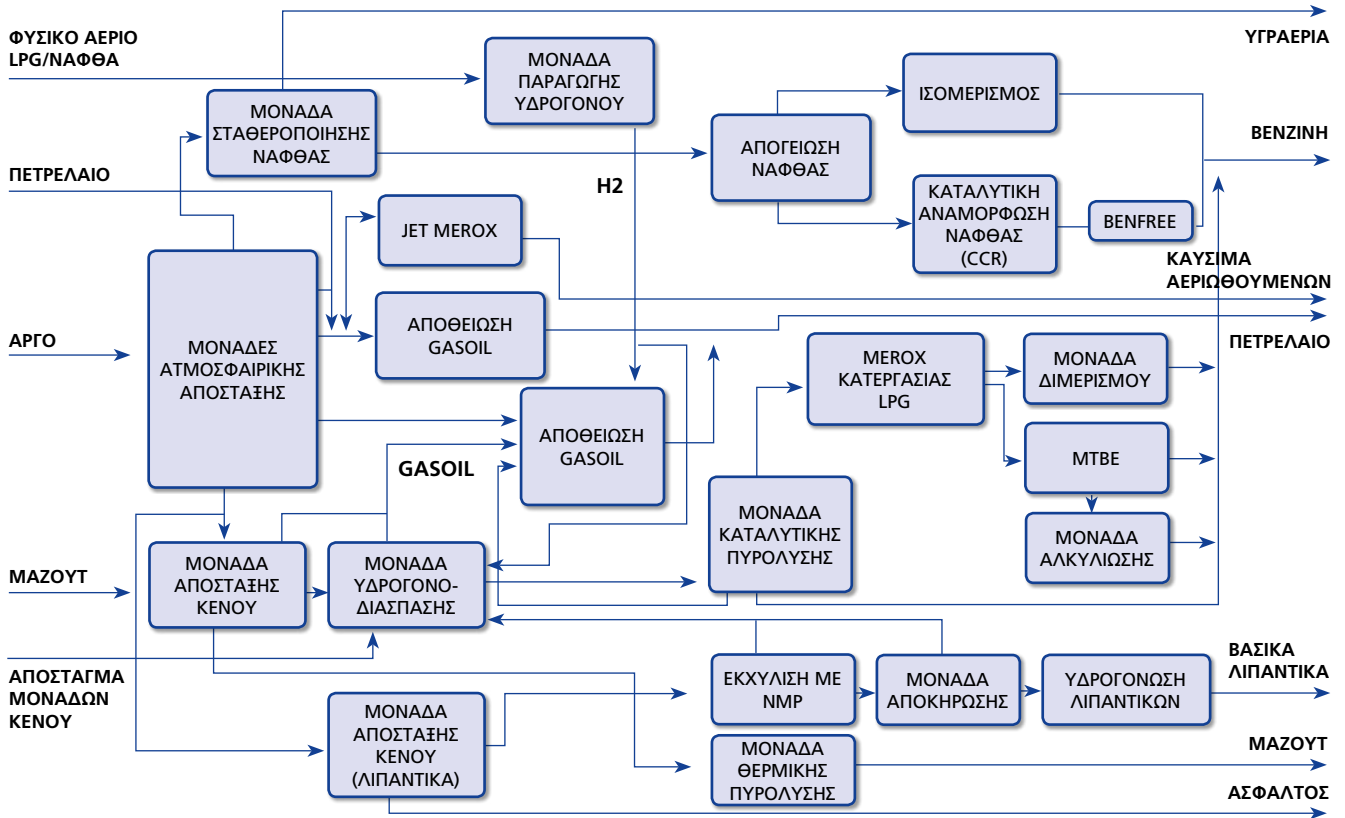 ΦΥΣΙΚΟ ΑΕΡΙΟ
LPG/ΝΑΦΘΑ
ΜΟΝΑΔΑ
ΠΑΡΑΓΩΓΗΣ
ΥΔΡΟΓΟΝΟΥ
ΥΓΡΑΕΡΙΑ
ΜΟΝΑΔΑ
ΣΤΑΘΕΡΟΠΟΙΗΣΗΣ
ΝΑΦΘΑΣ
ΙΣΟΜΕΡΙΣΜΟΣ
ΒΕΝΖΙΝΗ
ΑΠΟΓΕΙΩΣΗ
ΝΑΦΘΑΣ
ΠΕΤΡΕΛΑΙΟ
H2
JET MEROX
ΚΑΤΑΛΥΤΙΚΗ
ΑΝΑΜΟΡΦΩΣΗ
ΝΑΦΘΑΣ
(CCR)
BENFREE
ΚΑΥΣΙΜΑ
ΑΕΡΙΩΘΟΥΜΕΝΩΝ
ΑΡΓΟ
ΜΟΝΑΔΕΣ
ΑΤΜΟΣΦΑΙΡΙΚΗΣ
ΑΠΟΣΤΑΞΗΣ
ΑΠΟΘΕΙΩΣΗ
GASOIL
ΠΕΤΡΕΛΑΙΟ
MEROX
ΚΑΤΕΡΓΑΣΙΑΣ
LPG
ΜΟΝΑΔΑ
ΔΙΜΕΡΙΣΜΟΥ
ΑΠΟΘΕΙΩΣΗ
GASOIL
GASOIL
MTBE
ΜΟΝΑΔΑ
ΚΑΤΑΛΥΤΙΚΗΣ
ΠΥΡΟΛΥΣΗΣ
ΜΟΝΑΔΑ
ΑΛΚΥΛΙΩΣΗΣ
ΜΑΖΟΥΤ
ΜΟΝΑΔΑ
ΑΠΟΣΤΑΞΗΣ
ΚΕΝΟΥ
ΜΟΝΑΔΑ
ΥΔΡΟΓΟΝΟ-
ΔΙΑΣΠΑΣΗΣ
ΑΠΟΣΤΑΓΜΑ
ΜΟΝΑΔΩΝ
ΚΕΝΟΥ
ΕΚΧΥΛΙΣΗ ΜΕ
NMP
ΜΟΝΑΔΑ
ΑΠΟΚΗΡΩΣΗΣ
ΥΔΡΟΓΟΝΩΣΗ
ΛΙΠΑΝΤΙΚΩΝ
ΒΑΣΙΚΑ
ΛΙΠΑΝΤΙΚΑ
ΜΟΝΑΔΑ
ΑΠΟΣΤΑΞΗΣ
ΚΕΝΟΥ
(ΛΙΠΑΝΤΙΚΑ)
ΜΟΝΑΔΑ
ΘΕΡΜΙΚΗΣ
ΠΥΡΟΛΥΣΗΣ
ΜΑΖΟΥΤ
ΑΣΦΑΛΤΟΣ